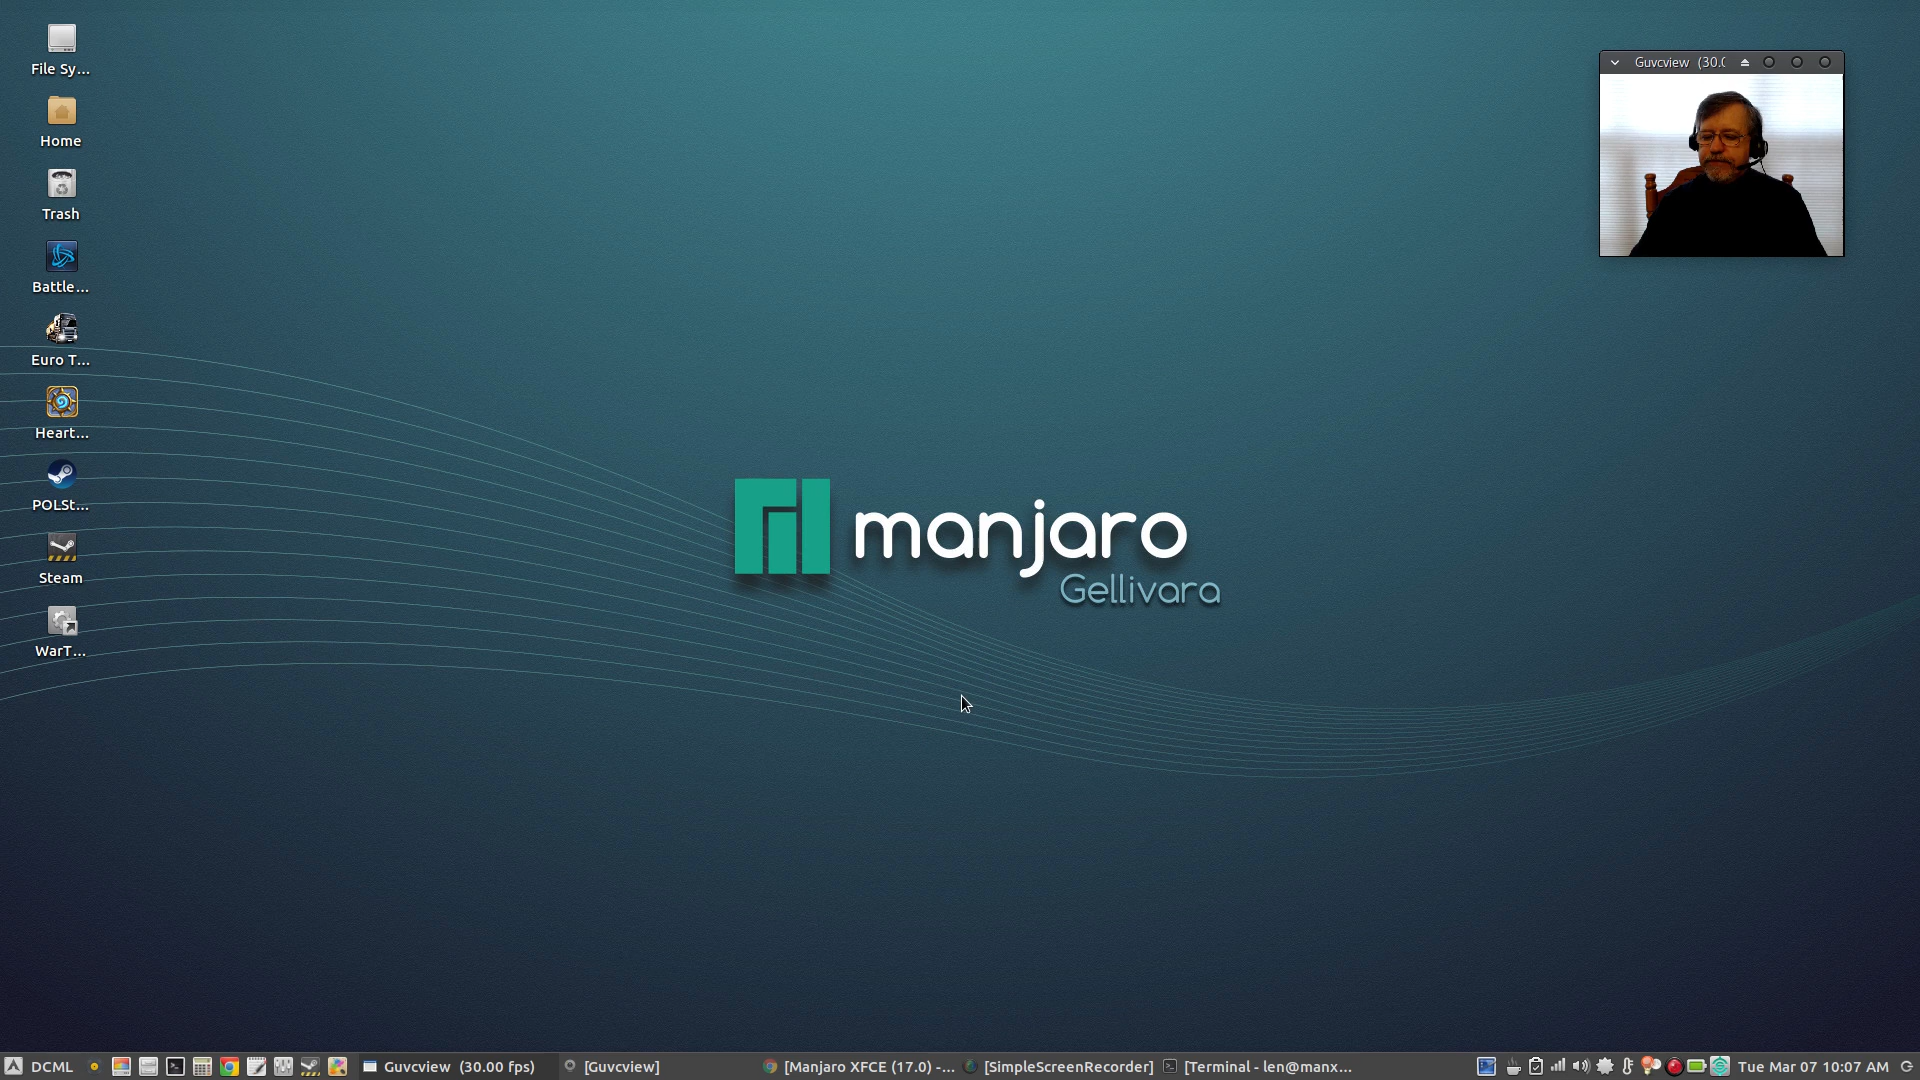 File Sy...
Home
Trash
Battle...
Euro T...
Heart...
POLSt...
Steam
WarT...
Guvcview (30.0
manjaro
Gellivara
DCML
Guvcview (30.00 fps)
[Guvcview]
[Manjaro XFCE (17.0) -...
[SimpleScreenRecorder]
[Terminal - len@manx...
Tue Mar 07 10:07 AM